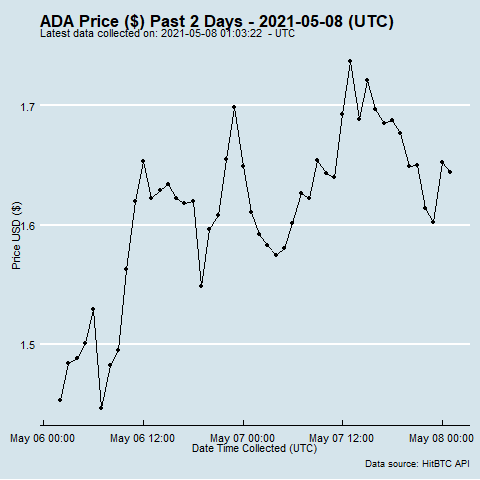 ADA Price ($) Past 2 Days - 2021-05-08 (UTC)
Latest data collected on: 2021-05-08 01:03:22 - UTC
1.7
1.6
1.5
Price USD ($)
May 06 00:00 May 06 12:00 May 07 00:00 May 07 12:00 May 08 00:00
Date Time Collected (UTC)
Data source: HitBTC API